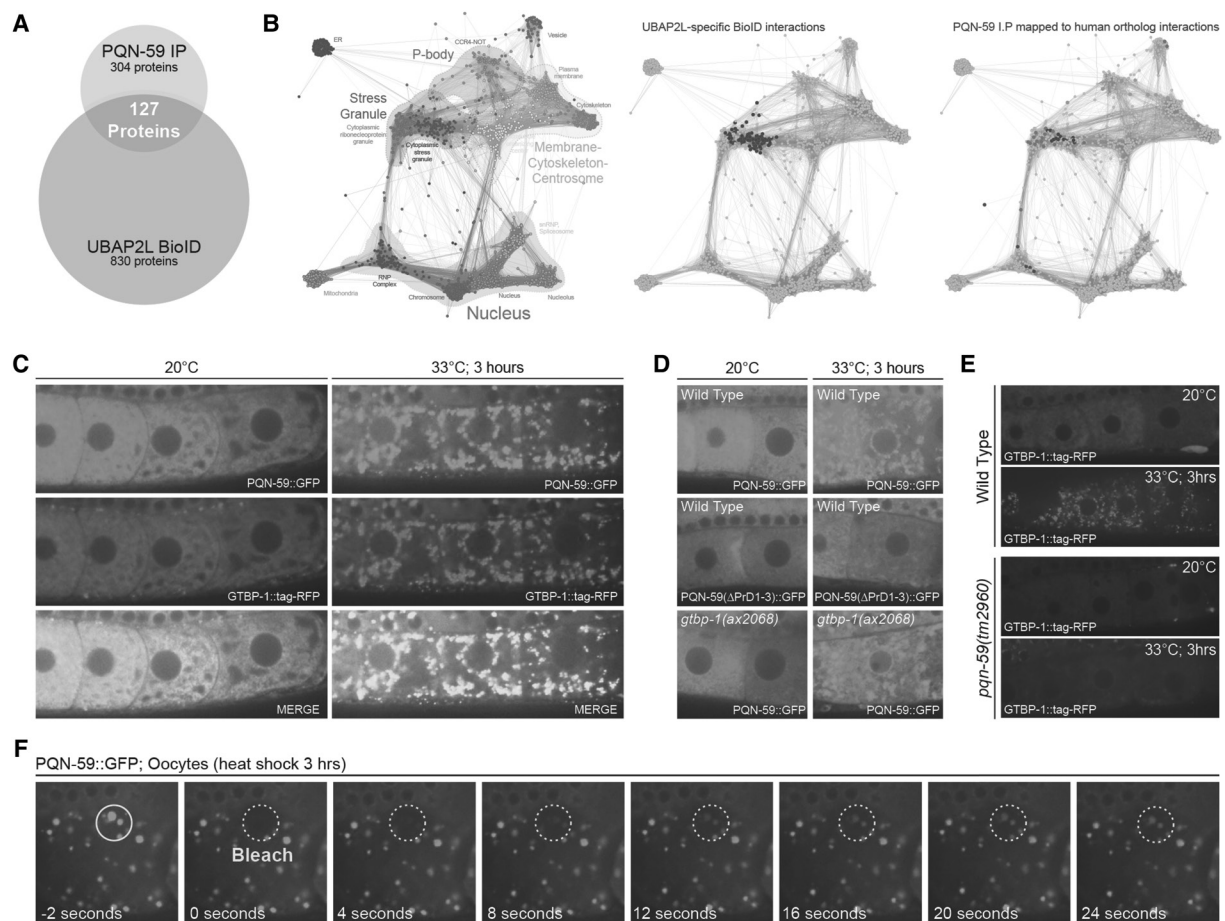 A
PQN-59 IP
304 proteins
127
Proteins
UBAP2L BioID
830 proteins
B
ER
P-body
CCR4-NOT
Vesicle
Plasma
membrane
Cytoskeleton
Stress
Granule
Cytoplasmic
ribonecleoprotein
granule
Cytoplasmic
stress
granule
Membrane-
Cytoskeleton-
Centrosome
snRNP,
Spliceosome
Mitochondria
RNP
Complex
Chromosome
Nucleus
Nucleolus
Nucleus
UBAP2L-specific BioID interactions
PQN-59 I.P mapped to human ortholog interactions
C
20°C
33°C; 3 hours
PQN-59::GFP
PQN-59::GFP
GTBP-1::tag-RFP
GTBP-1::tag-RFP
MERGE
MERGE
D
20°C
33°C; 3 hours
Wild Type
Wild Type
PQN-59::GFP
PQN-59::GFP
Wild Type
Wild Type
PQN-59(ΔPrD1-3)::GFP
PQN-59(ΔPrD1-3)::GFP
gtbp-1(ax2068)
gtbp-1(ax2068)
PQN-59::GFP
PQN-59::GFP
E
Wild Type
20°C
GTBP-1::tag-RFP
33°C; 3hrs
GTBP-1::tag-RFP
pqn-59(tm2960)
20°C
GTBP-1::tag-RFP
33°C; 3hrs
GTBP-1::tag-RFP
F
PQN-59::GFP; Oocytes (heat shock 3 hrs)
Bleach
-2 seconds
0 seconds
4 seconds
8 seconds
12 seconds
16 seconds
20 seconds
24 seconds